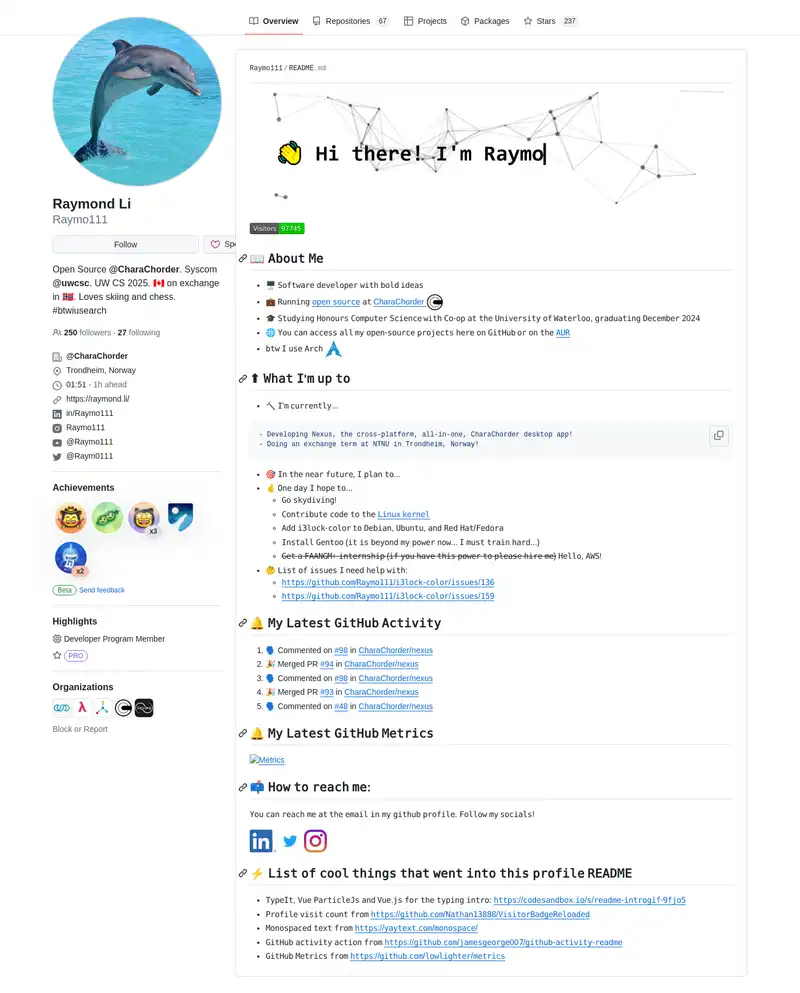 Overview Repositories 67 Projects Packages Stars 237
Raymond Li
Raymo111
Follow
Open Source @CharaChorder. Syscom
@uwcsc. UW CS 2025. 🇨🇦 on exchange
in 🇳🇴. Loves skiing and chess.
#btwiusearch
250 followers · 27 following
@CharaChorder
Trondheim, Norway
01:51 - 1h ahead
https://raymond.li/
in/Raymo111
Raymo111
@Raymo111
@Raym0111
Achievements
x3
x2
Beta Send feedback
Highlights
Developer Program Member
PRO
Organizations
Block or Report
Raymo111/README.md
👋 Hi there! I'm Raymo
Visitors 97745
📖 About Me
• 🖥️ Software developer with bold ideas
• 💼 Running open source at CharaChorder
• 🎓 Studying Honours Computer Science with Co-op at the University of Waterloo, graduating December 2024
• 🌐 You can access all my open-source projects here on GitHub or on the AUR
• btw I use Arch
⬆ What I'm up to
• 🔨 I'm currently...
- Developing Nexus, the cross-platform, all-in-one, CharaChorder desktop app!
- Doing an exchange term at NTNU in Trondheim, Norway!
• 🎯 In the near future, I plan to...
• 🤞 One day I hope to...
◦ Go skydiving!
◦ Contribute code to the Linux kernel
◦ Add i3lock-color to Debian, Ubuntu, and Red Hat/Fedora
◦ Install Gentoo (it is beyond my power now... I must train hard...)
◦ Get a FAANGM+ internship (if you have this power to please hire me) Hello, AWS!
• 🤔 List of issues I need help with:
◦ https://github.com/Raymo111/i3lock-color/issues/136
◦ https://github.com/Raymo111/i3lock-color/issues/159
🔔 My Latest GitHub Activity
1. 🗣 Commented on #98 in CharaChorder/nexus
2. 🎉 Merged PR #94 in CharaChorder/nexus
3. 🗣 Commented on #98 in CharaChorder/nexus
4. 🎉 Merged PR #93 in CharaChorder/nexus
5. 🗣 Commented on #48 in CharaChorder/nexus
🔔 My Latest GitHub Metrics
Metrics
📫 How to reach me:
You can reach me at the email in my github profile. Follow my socials!
⚡ List of cool things that went into this profile README
• TypeIt, Vue ParticleJs and Vue.js for the typing intro: https://codesandbox.io/s/readme-introgif-9fjo5
• Profile visit count from https://github.com/Nathan13888/VisitorBadgeReloaded
• Monospaced text from https://yaytext.com/monospace/
• GitHub activity action from https://github.com/jamesgeorge007/github-activity-readme
• GitHub Metrics from https://github.com/lowlighter/metrics